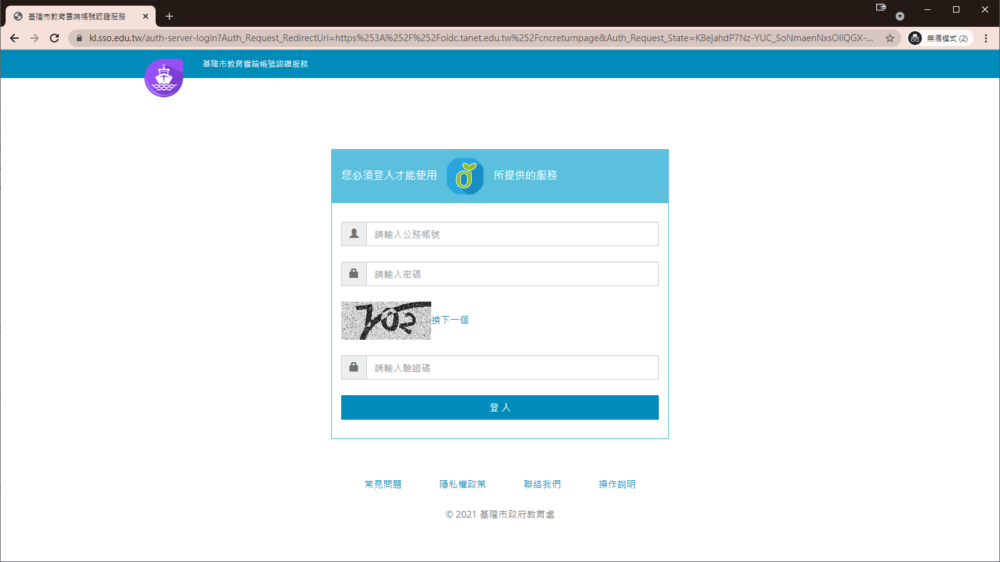 基隆市教育雲端帳號認證服務
kl.sso.edu.tw/auth-server-login?Auth_Request_RedirectUri=https%253A%252F%252Foidc.tanet.edu.tw%252Fcncreturnpage&Auth_Request_State=KBejahdP7Nz-YUC_SoNmaenNxsOliQGX-...
無痕模式 (2)
基隆市教育雲端帳號認證服務
您必須登入才能使用 所提供的服務
請輸入公務帳號
請輸入密碼
換下一個
請輸入驗證碼
登 入
常見問題 隱私權政策 聯絡我們 操作說明
© 2021 基隆市政府教育處